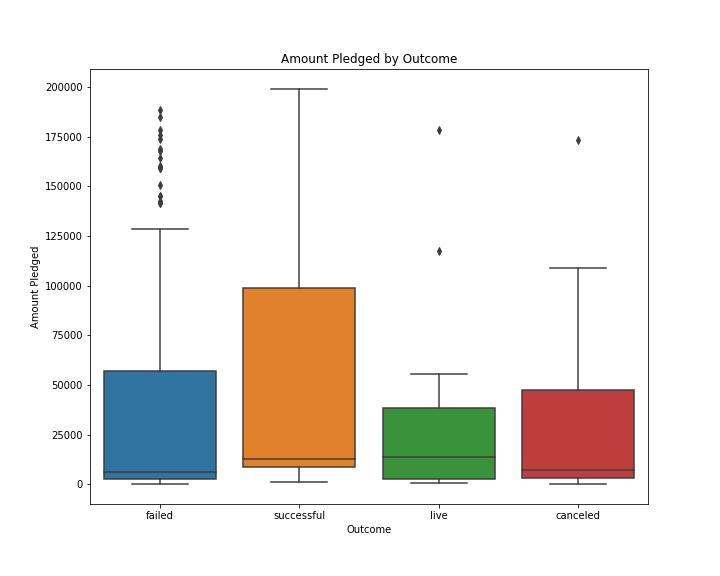 Amount Pledged by Outcome
Amount Pledged
200000
175000
150000
125000
100000
75000
50000
25000
0
failed successful live canceled
Outcome